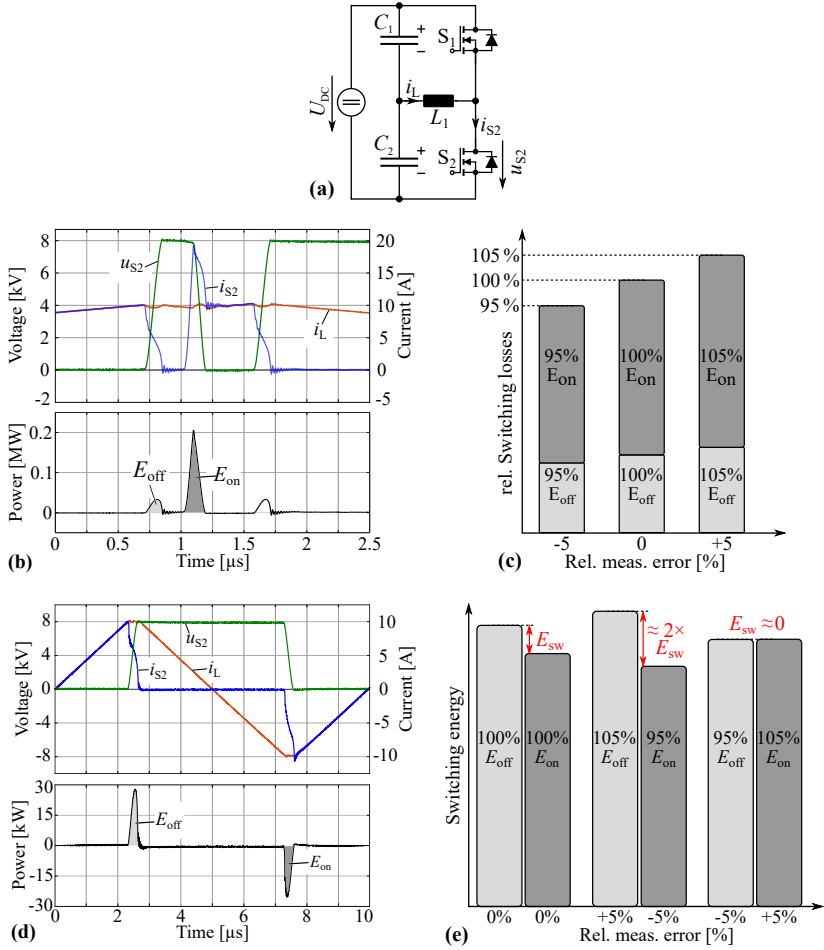 C1
+
−
S1
UDC
iL
L1
iS2
C2
+
−
S2
uS2
(a)
Voltage [kV]
8
6
4
2
0
-2
uS2
iS2
iL
20
15
10
5
0
-5
Current [A]
Power [MW]
0.2
0.1
0
Eoff
Eon
0 0.5 1 1.5 2 2.5
Time [µs]
(b)
rel. Switching losses
105 %
100 %
95 %
95%
Eon
100%
Eon
105%
Eon
95%
Eoff
100%
Eoff
105%
Eoff
-5 0 +5
Rel. meas. error [%]
(c)
Voltage [kV]
8
4
0
-4
-8
uS2
iS2
iL
10
5
0
-5
-10
Current [A]
Power [kW]
30
15
0
-15
-30
Eoff
Eon
0 2 4 6 8 10
Time [µs]
(d)
Switching energy
Esw
≈ 2×
Esw
Esw ≈0
100%
Eoff
100%
Eon
105%
Eoff
95%
Eon
95%
Eoff
105%
Eon
0% 0% +5% -5% -5% +5%
Rel. meas. error [%]
(e)